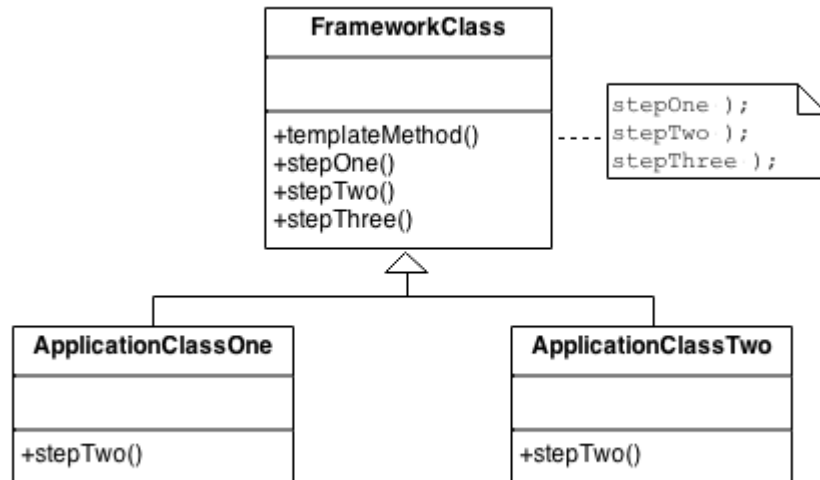 FrameworkClass
+templateMethod()
+stepOne()
+stepTwo()
+stepThree()
stepOne );
stepTwo );
stepThree );
ApplicationClassOne
+stepTwo()
ApplicationClassTwo
+stepTwo()